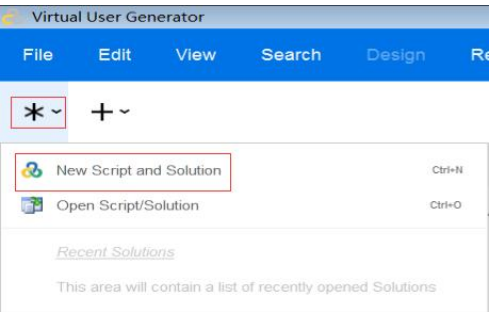 Virtual User Generator
File Edit View Search Design Re
New Script and Solution Ctrl+N
Open Script/Solution Ctrl+O
Recent Solutions
This area will contain a list of recently opened Solutions